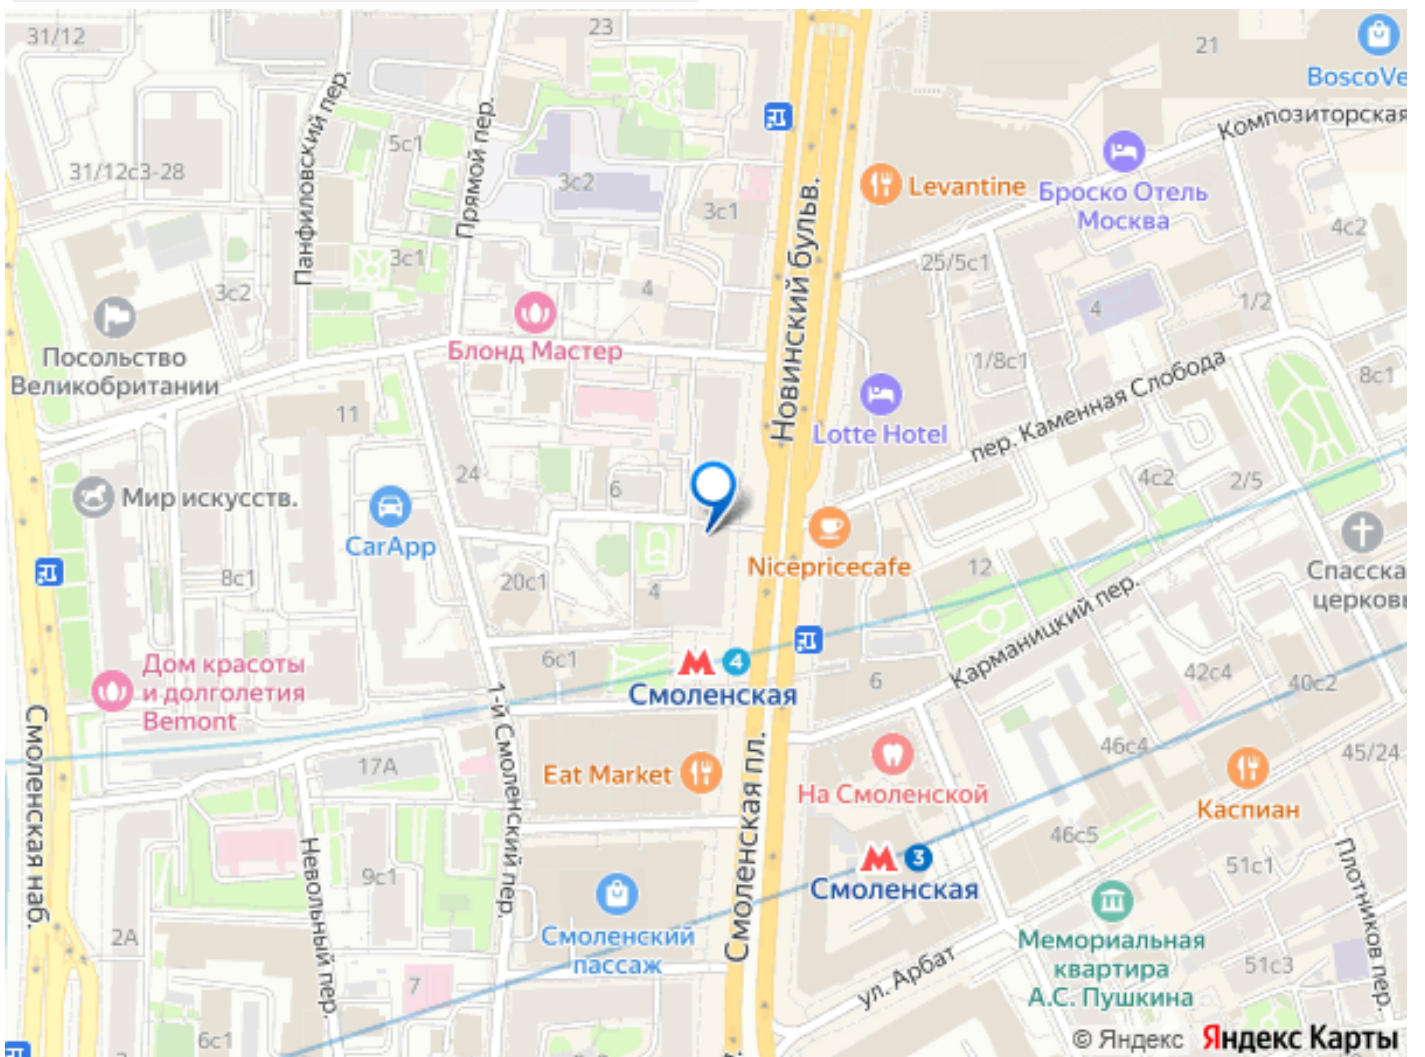 31/12
23
21
BoscoVe
Композиторская
5с1
31/12с3-28
Панфиловский пер.
Прямой пер.
3с2
3с1
Levantine
Новинский бульв.
Броско Отель
Москва
4с2
3с1
25/5с1
3с2
4
4
1/2
Посольство
Великобритании
Блонд Мастер
1/8с1
пер. Каменная Слобода
8с1
11
Lotte Hotel
24
6
4с2
2/5
Мир искусств.
CarApp
Nicepricecafe
12
Спасска
церковь
8с1
20с1
4
Карманицкий пер.
Дом красоты
и долголетия
Bemont
6с1
4
Смоленская
6
42с4
40с2
1-й Смоленский пер.
Смоленская наб.
Смоленская пл.
17А
Eat Market
На Смоленской
46с4
45/24
Каспиан
46с5
3
Смоленская
51с1
Плотников пер.
Невольный пер.
9с1
2А
Смоленский
пассаж
ул. Арбат
Мемориальная
квартира
А.С. Пушкина
51с3
7
6с1
3
© Яндекс Яндекс Карты